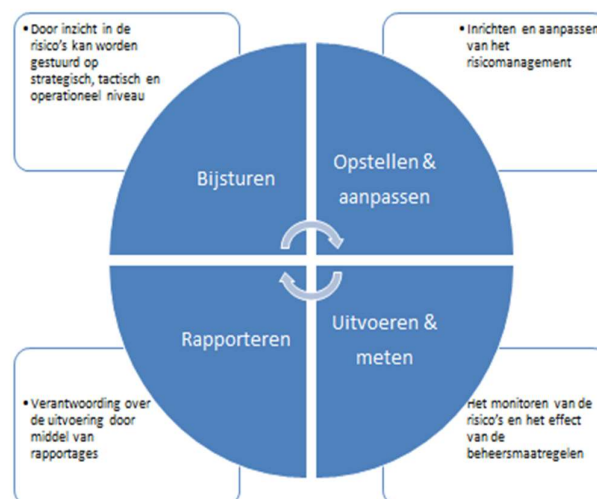 •Door inzicht in de
risico's kan worden
gestuurd op
strategisch, tactisch en
operationeel niveau
•Inrichten en aanpassen
van het
risicomanagement
Bijsturen
Opstellen &
aanpassen
Rapporteren
Uitvoeren &
meten
•Verantwoording over
de uitvoering door
middel van
rapportages
Het monitoren van de
risico's en het effect
van de
beheersmaatregelen